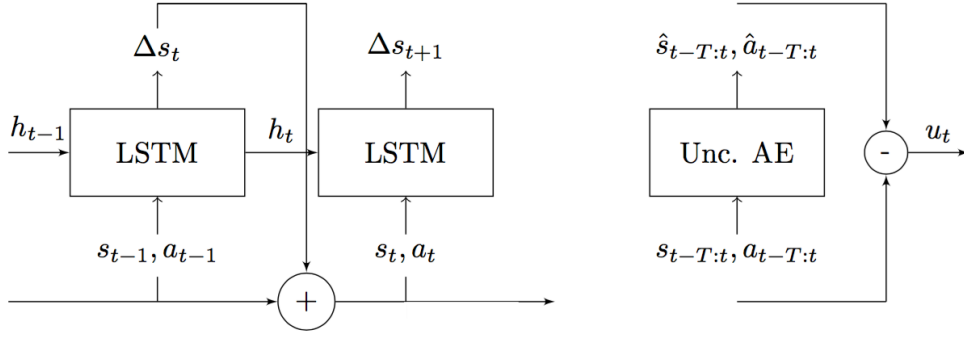 Δs_t Δs_{t+1} ŝ_{t−T:t}, â_{t−T:t}
h_{t−1} LSTM h_t LSTM Unc. AE - u_t
s_{t−1}, a_{t−1} s_t, a_t s_{t−T:t}, a_{t−T:t}
+